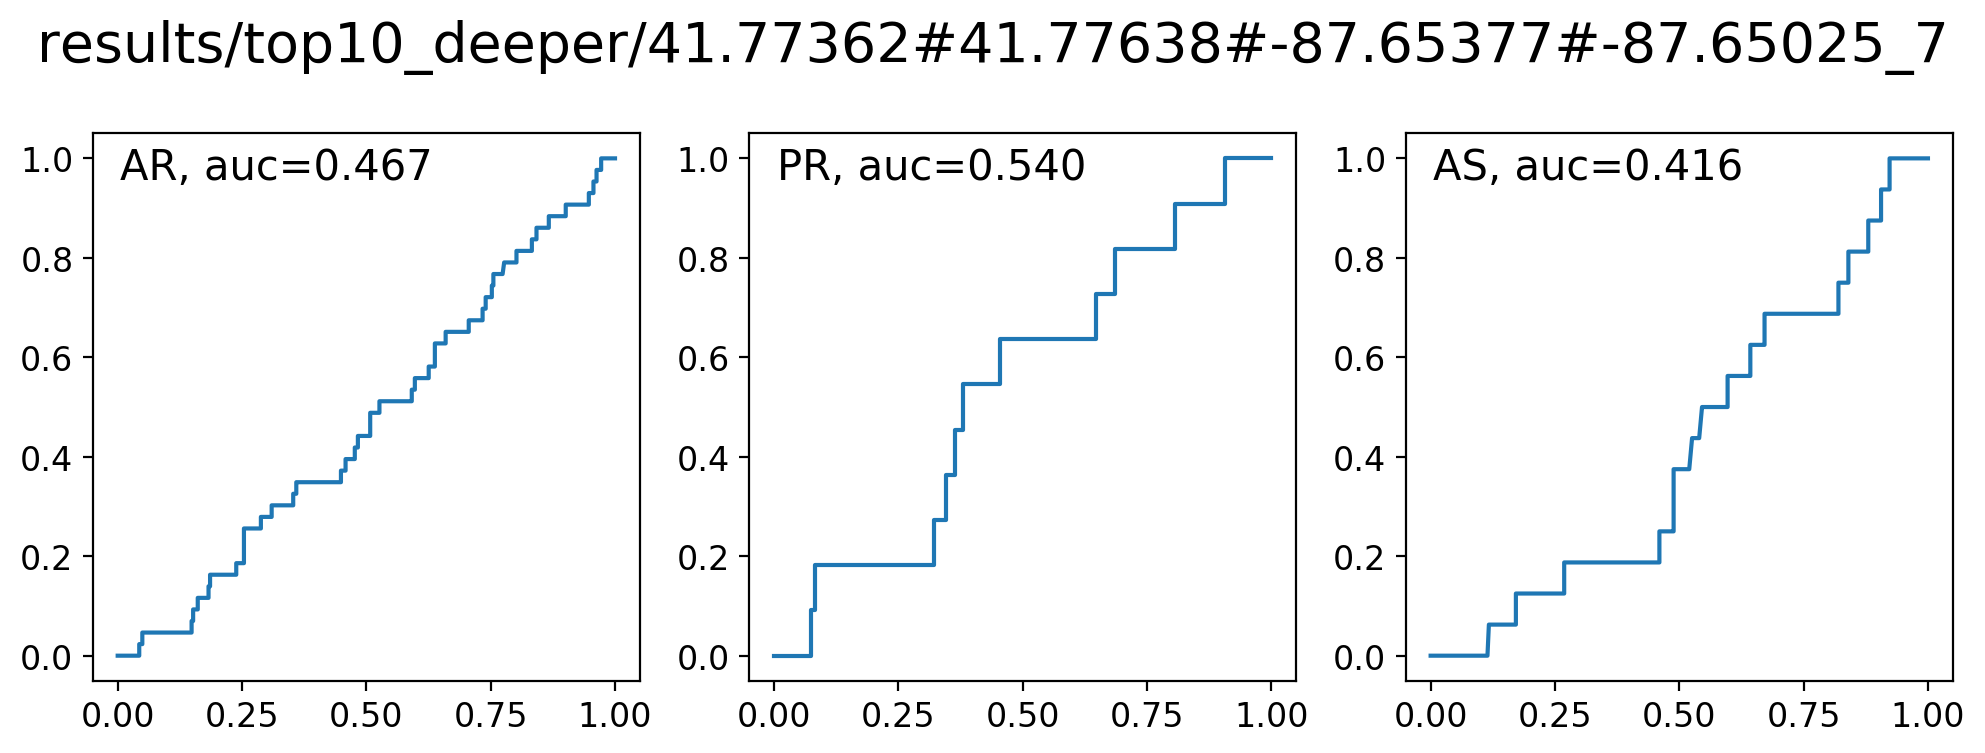 results/top10_deeper/41.77362#41.77638#-87.65377#-87.65025_7
AR, auc=0.467
1.0
0.8
0.6
0.4
0.2
0.0
0.00 0.25 0.50 0.75 1.00
PR, auc=0.540
1.0
0.8
0.6
0.4
0.2
0.0
0.00 0.25 0.50 0.75 1.00
AS, auc=0.416
1.0
0.8
0.6
0.4
0.2
0.0
0.00 0.25 0.50 0.75 1.00